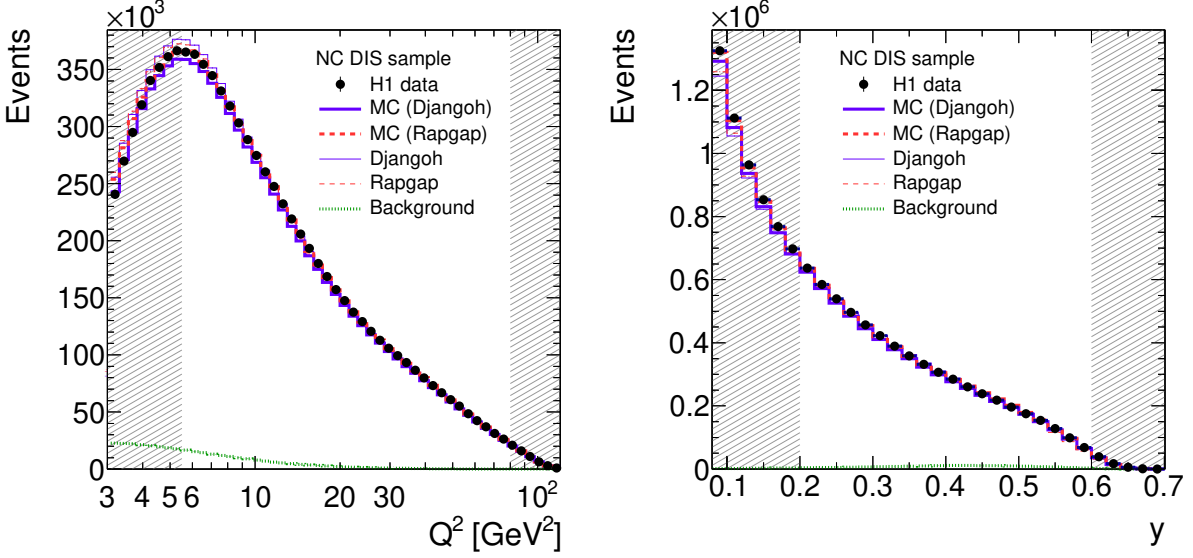 ×10³
Events
350
300
250
200
150
100
50
0
3 4 5 6 10 20 30 10²
Q² [GeV²]
NC DIS sample
H1 data
MC (Djangoh)
MC (Rapgap)
Djangoh
Rapgap
Background
×10⁶
Events
1.2
1
0.8
0.6
0.4
0.2
0
0.1 0.2 0.3 0.4 0.5 0.6 0.7
y
NC DIS sample
H1 data
MC (Djangoh)
MC (Rapgap)
Djangoh
Rapgap
Background